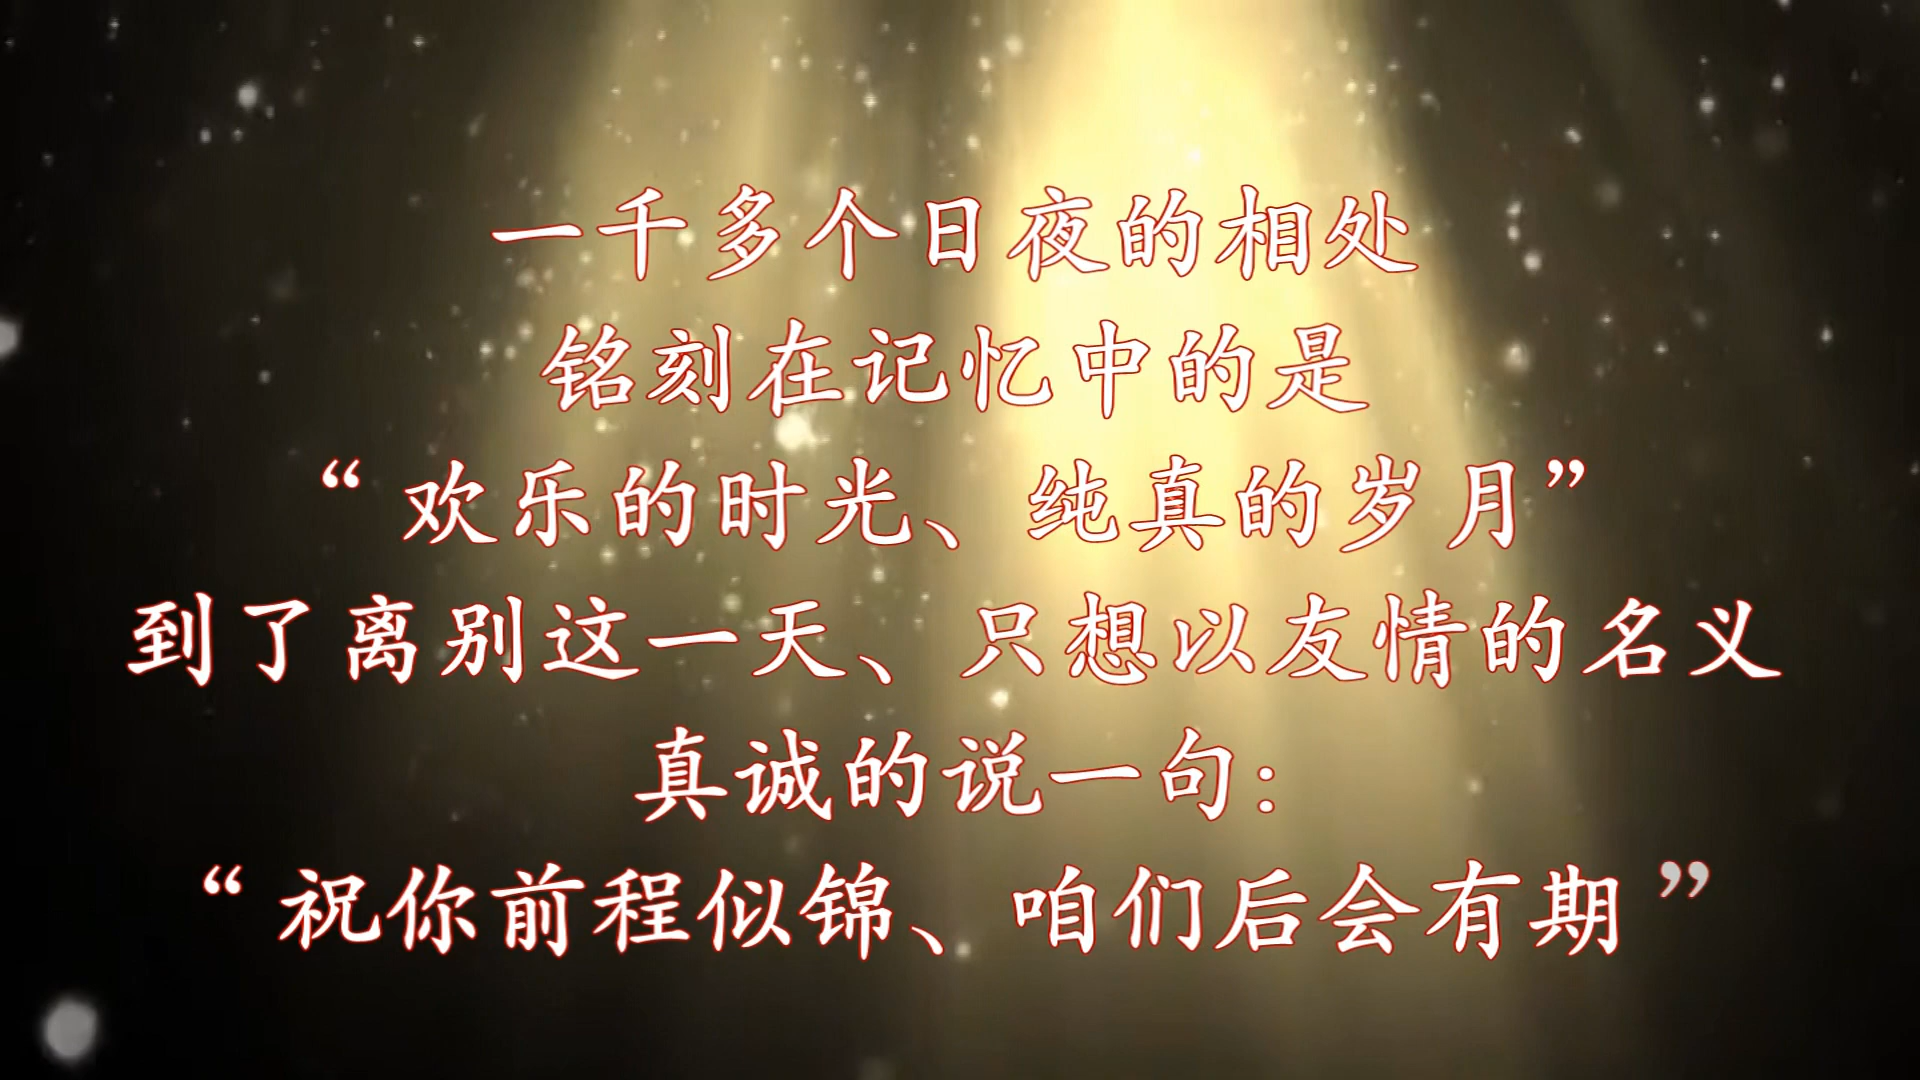 一千多个日夜的相处
铭刻在记忆中的是
“欢乐的时光、纯真的岁月”
到了离别这一天、只想以友情的名义
真诚的说一句:
“祝你前程似锦、咱们后会有期”